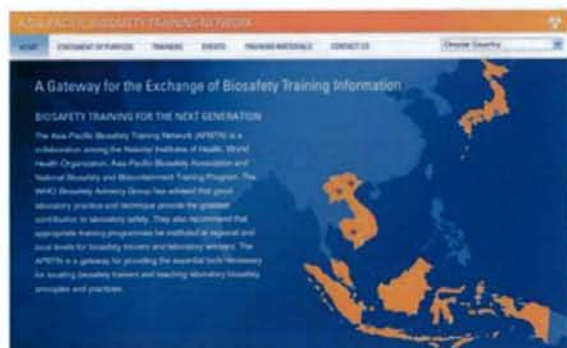 ASIA-PACIFIC BIOSAFETY TRAINING NETWORK
HOME STATEMENT OF PURPOSE TRAINERS EVENTS TRAINING MATERIALS CONTACT US Choose Country
A Gateway for the Exchange of Biosafety Training Information
BIOSAFETY TRAINING FOR THE NEXT GENERATION
The Asia-Pacific Biosafety Training Network (APBTN) is a
collaboration among the National Institutes of Health, World
Health Organization, Asia-Pacific Biosafety Association and
National Biosafety and Biocontainment Training Program. The
WHO Biosafety Advisory Group has advised that good
laboratory practice and technique provide the greatest
contribution to laboratory safety. They also recommend that
appropriate training programmes be instituted at regional and
local levels for biosafety trainers and laboratory workers. The
APBTN is a gateway for providing the essential tools necessary
for locating biosafety trainers and teaching laboratory biosafety
principles and practices.